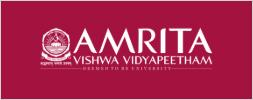 AMRITA
VISHWA VIDYAPEETHAM
DEEMED TO BE UNIVERSITY